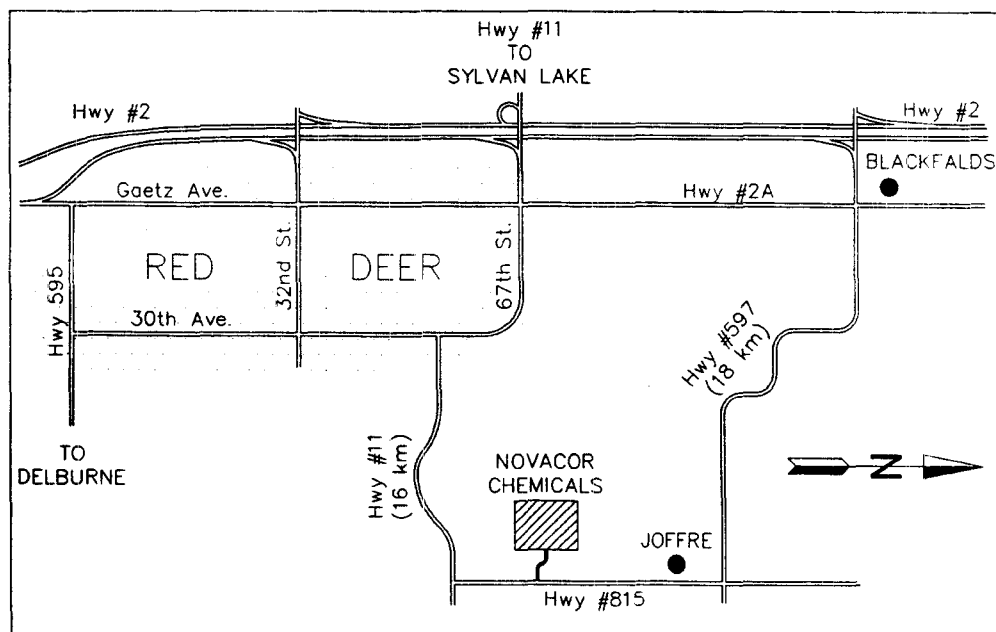 Hwy #11
TO
SYLVAN LAKE
Hwy #2
Hwy #2
BLACKFALDS
Gaetz Ave.
Hwy #2A
RED
DEER
32nd St.
67th St.
Hwy 595
30th Ave.
Hwy #597
(18 km)
TO
DELBURNE
Hwy #11
(16 km)
NOVACOR
CHEMICALS
N
JOFFRE
Hwy #815